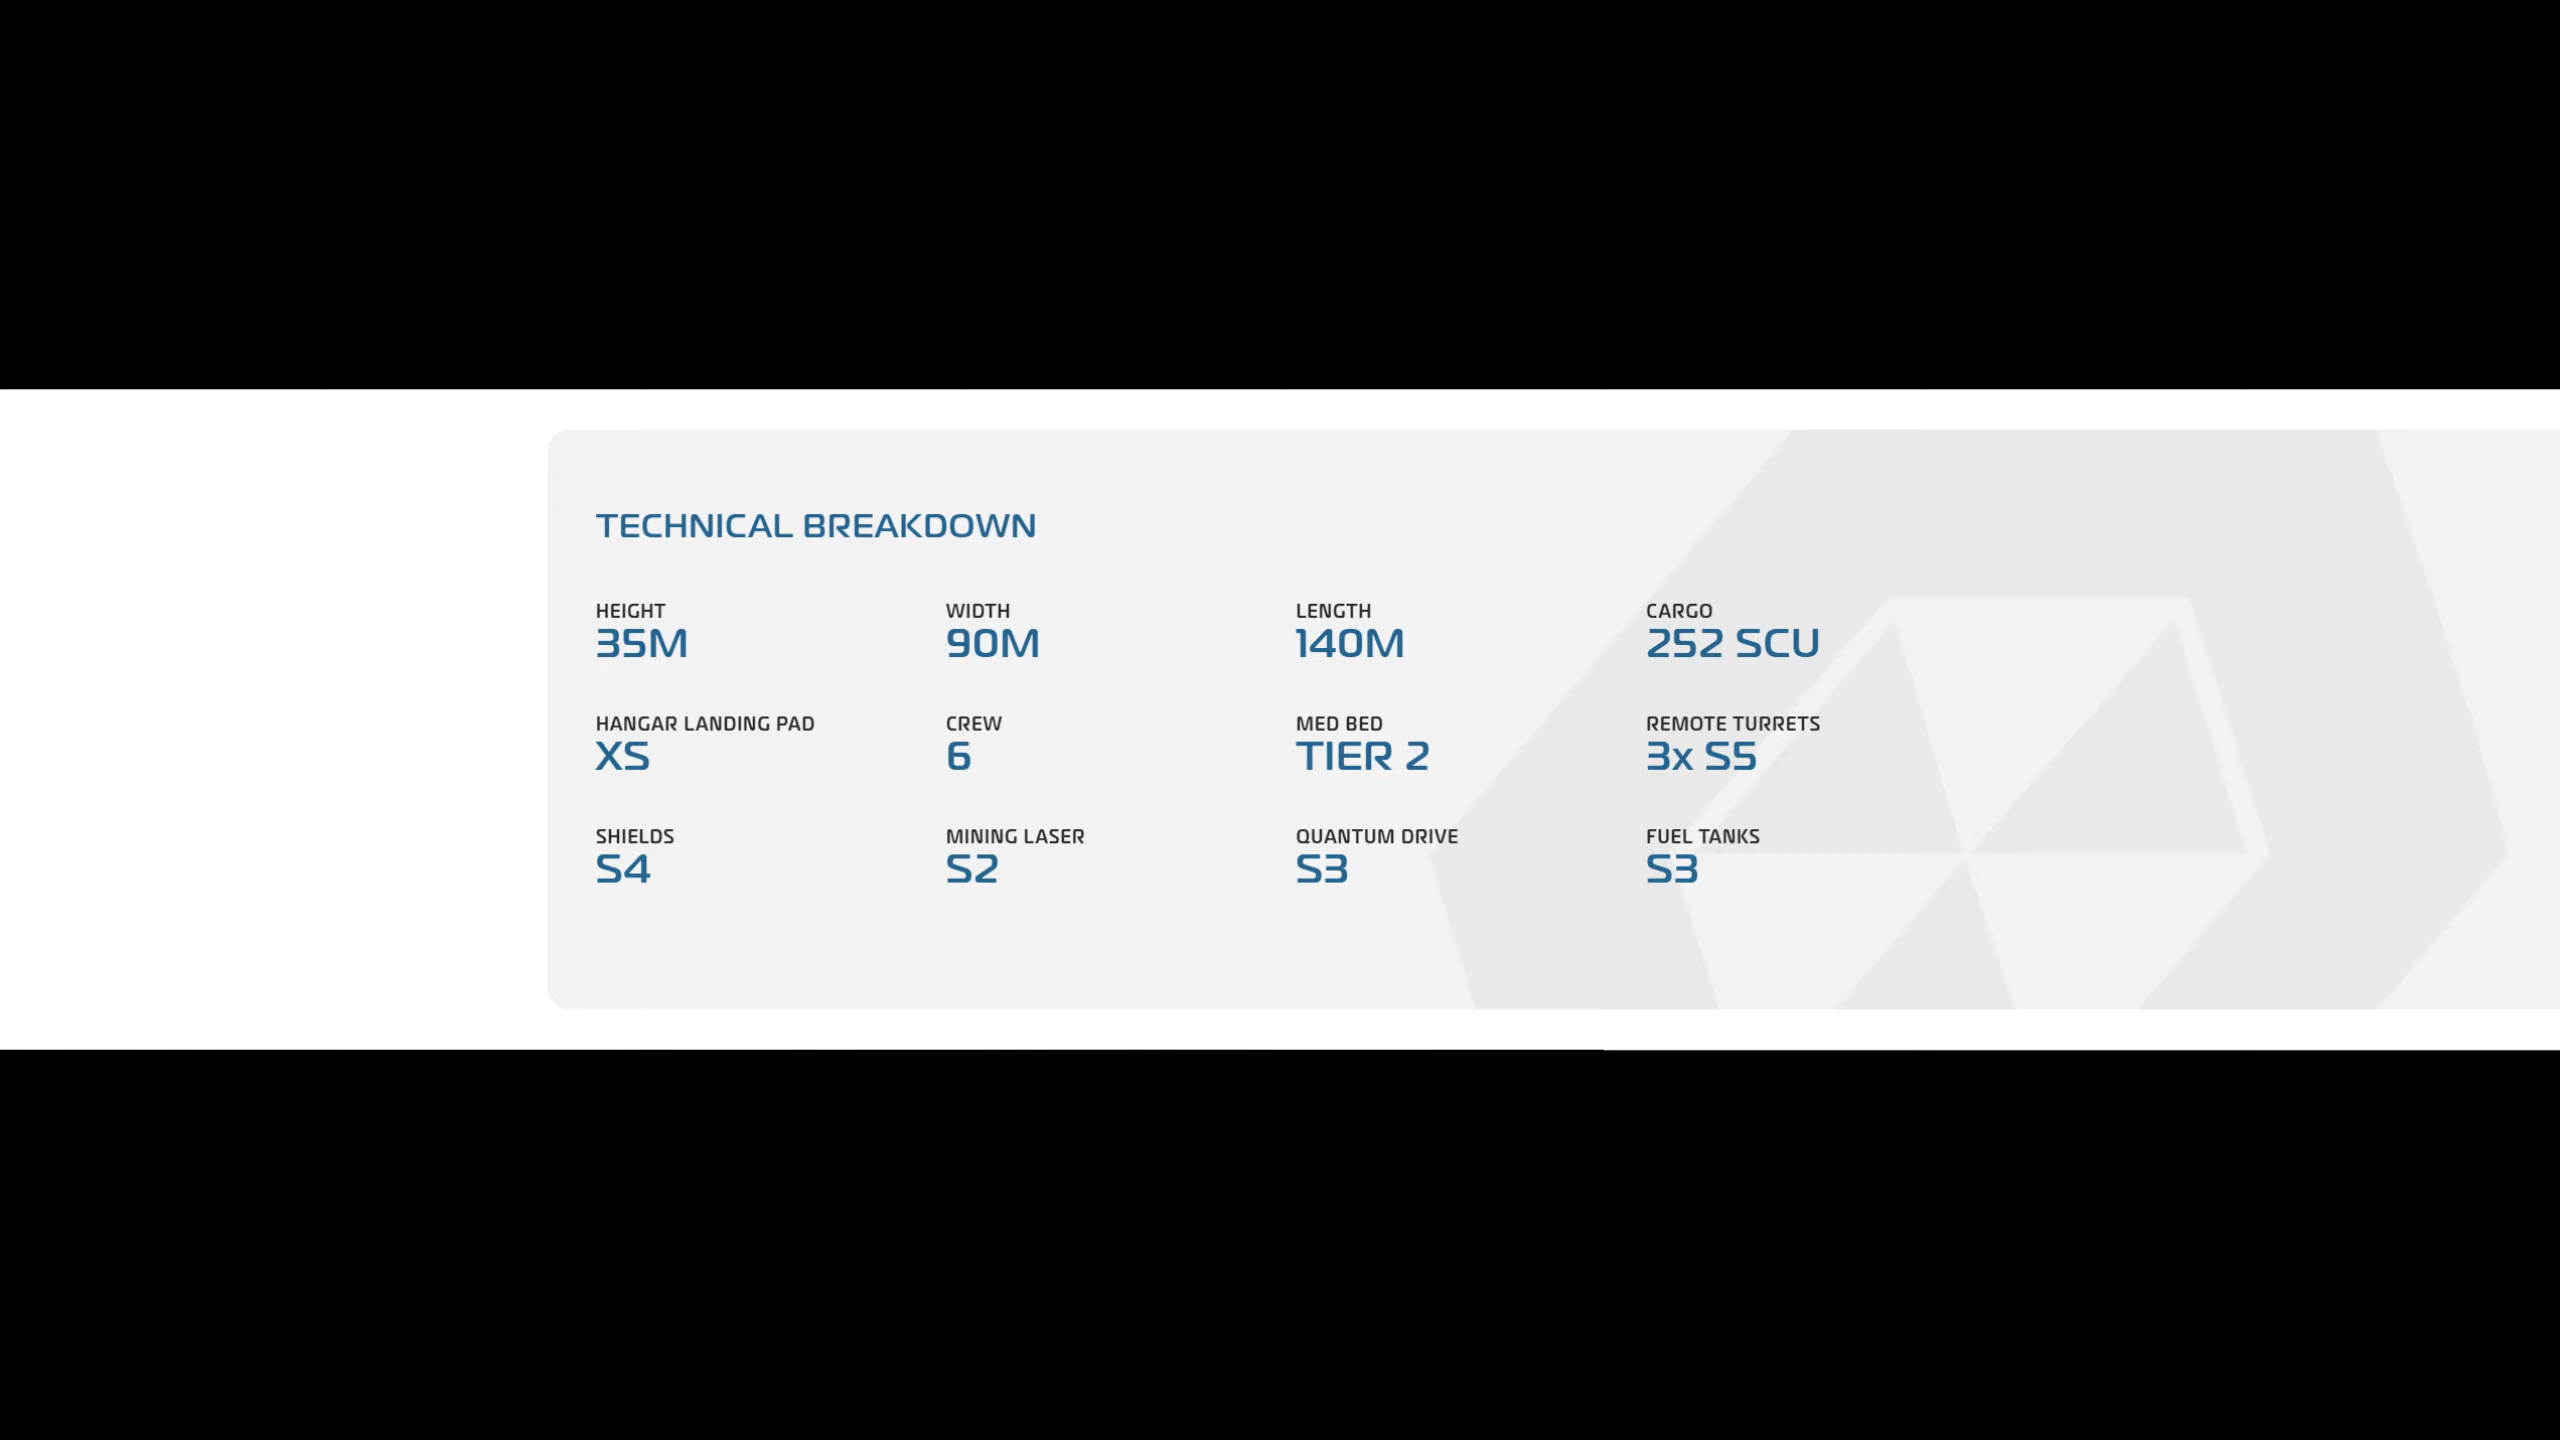 TECHNICAL BREAKDOWN
HEIGHT WIDTH LENGTH CARGO
35M 90M 140M 252 SCU
HANGAR LANDING PAD CREW MED BED REMOTE TURRETS
XS 6 TIER 2 3x S5
SHIELDS MINING LASER QUANTUM DRIVE FUEL TANKS
S4 S2 S3 S3